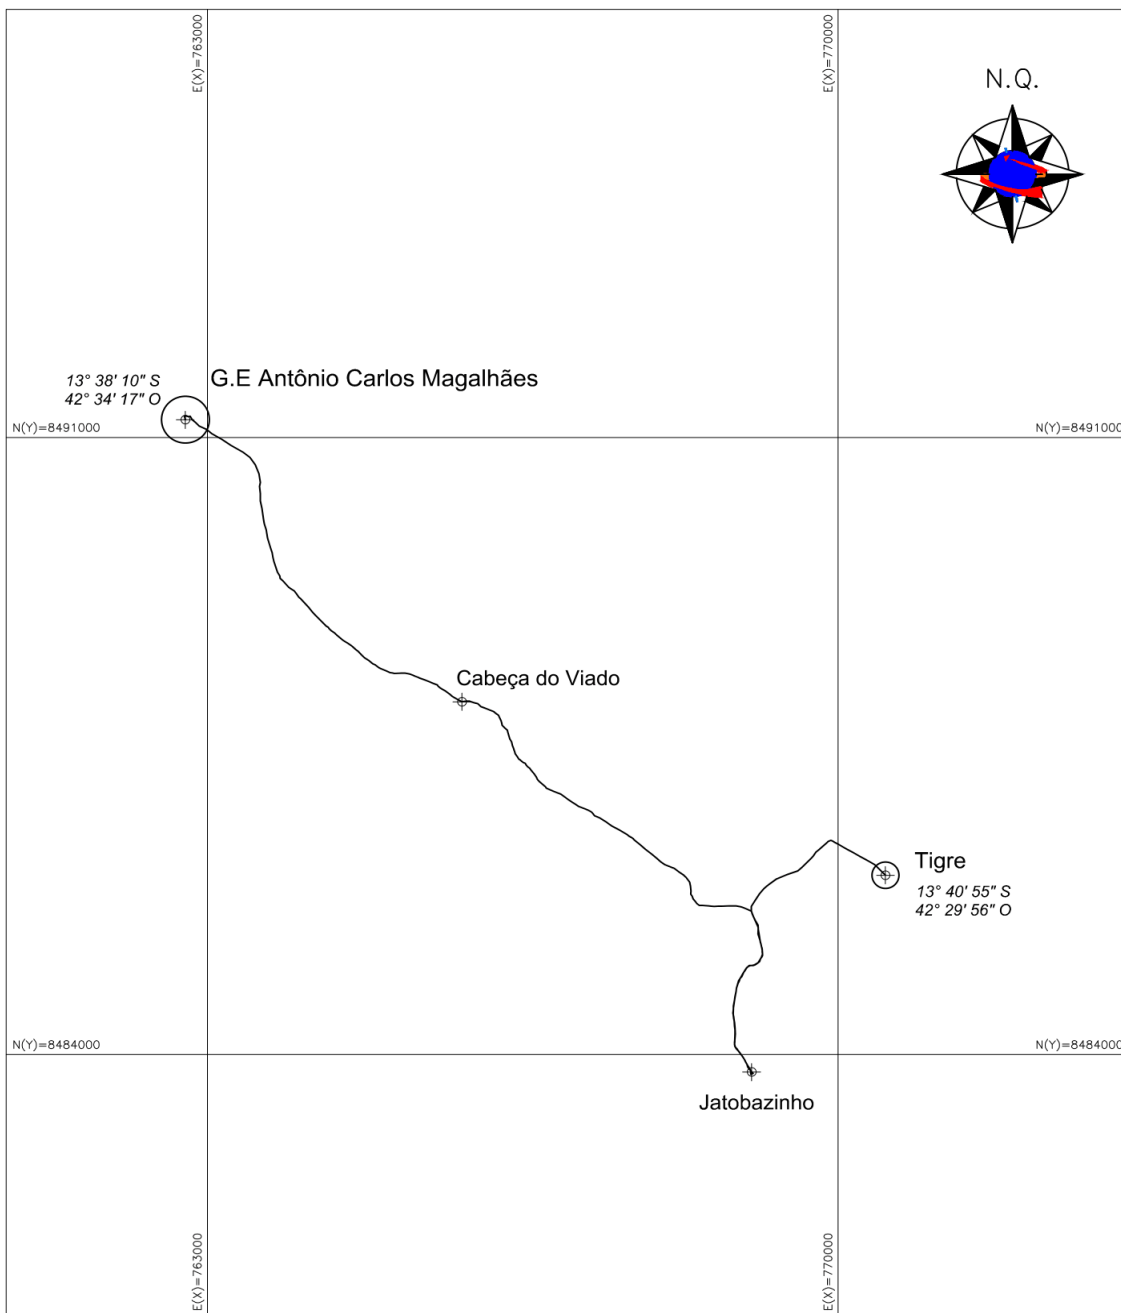 E(X)=763000
E(X)=770000
N.Q.
13° 38' 10" S
42° 34' 17" O
G.E Antônio Carlos Magalhães
N(Y)=8491000
N(Y)=8491000
Cabeça do Viado
Tigre
13° 40' 55" S
42° 29' 56" O
N(Y)=8484000
N(Y)=8484000
Jatobazinho
E(X)=763000
E(X)=770000